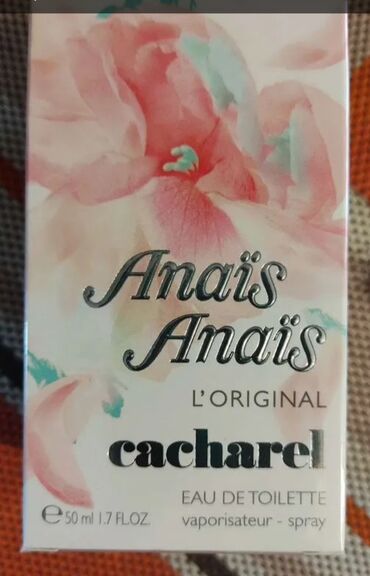 Anaïs
Anaïs
L'ORIGINAL
cacharel
EAU DE TOILETTE
℮ 50 ml 1.7 FL.OZ. vaporisateur - spray